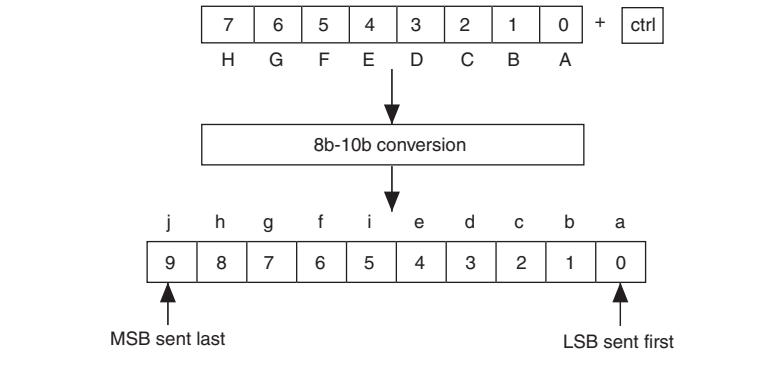 7 6 5 4 3 2 1 0 + ctrl
H G F E D C B A
8b-10b conversion
j h g f i e d c b a
9 8 7 6 5 4 3 2 1 0
MSB sent last LSB sent first